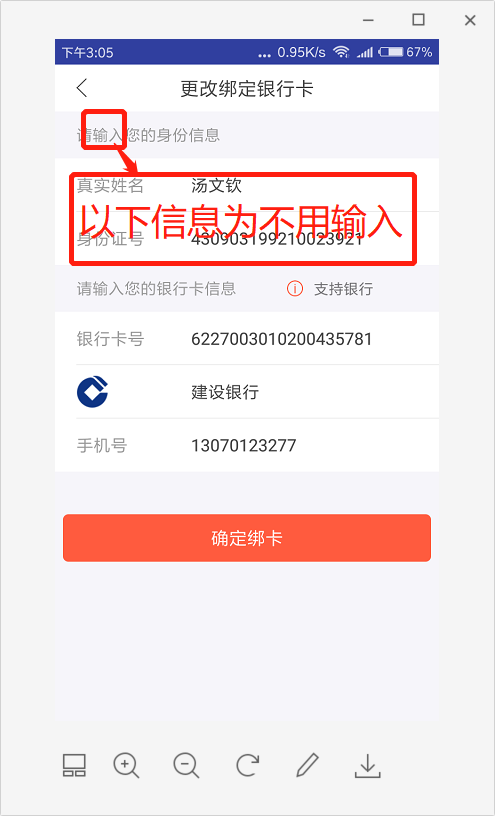 下午3:05 ... 0.95K/s 67%
更改绑定银行卡
请输入您的身份信息
真实姓名 汤文钦
以下信息为不用输入
身份证号 430903199210023921
请输入您的银行卡信息 支持银行
银行卡号 6227003010200435781
建设银行
手机号 13070123277
确定绑卡